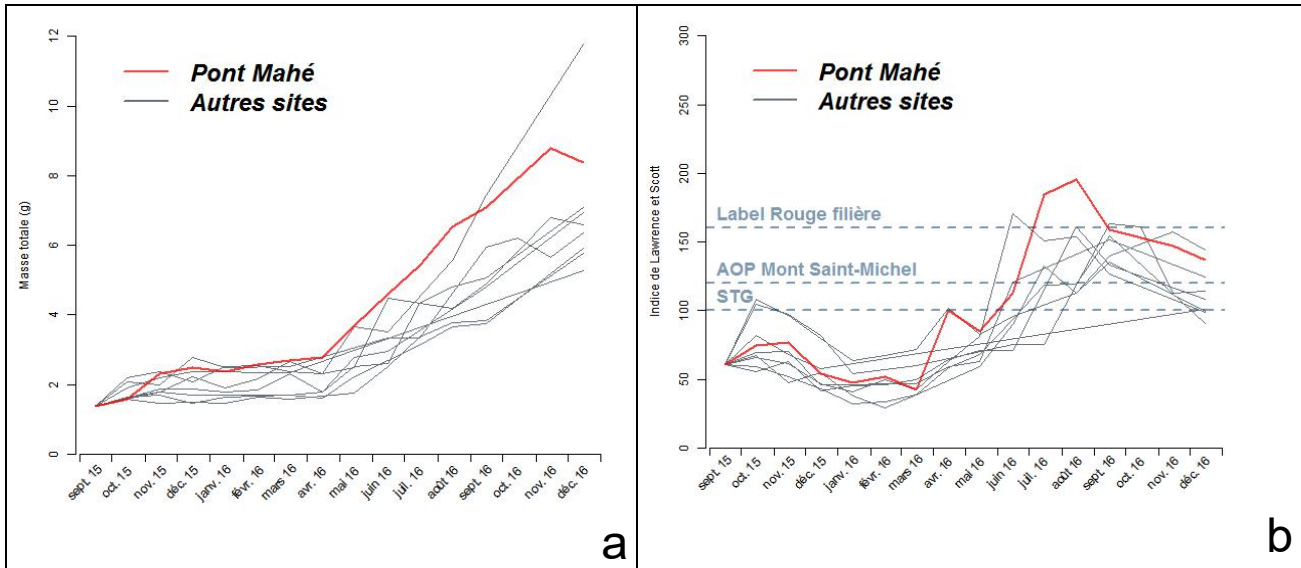 Masse totale (g)
12
10
8
6
4
2
0
Pont Mahé
Autres sites
sept. 15
oct. 15
nov. 15
déc. 15
janv. 16
févr. 16
mars 16
avr. 16
mai 16
juin 16
juil. 16
août 16
sept. 16
oct. 16
nov. 16
déc. 16
a
Indice de Lawrence et Scott
300
250
200
150
100
50
0
Pont Mahé
Autres sites
Label Rouge filière
AOP Mont Saint-Michel
STG
sept. 15
oct. 15
nov. 15
déc. 15
janv. 16
févr. 16
mars 16
avr. 16
mai 16
juin 16
juil. 16
août 16
sept. 16
oct. 16
nov. 16
déc. 16
b